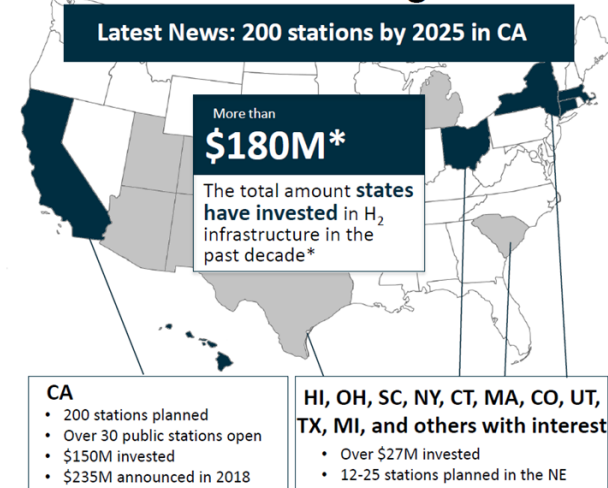 Latest News: 200 stations by 2025 in CA
More than
$180M*
The total amount states
have invested in H₂
infrastructure in the
past decade*
CA
• 200 stations planned
• Over 30 public stations open
• $150M invested
• $235M announced in 2018
HI, OH, SC, NY, CT, MA, CO, UT,
TX, MI, and others with interest
• Over $27M invested
• 12-25 stations planned in the NE